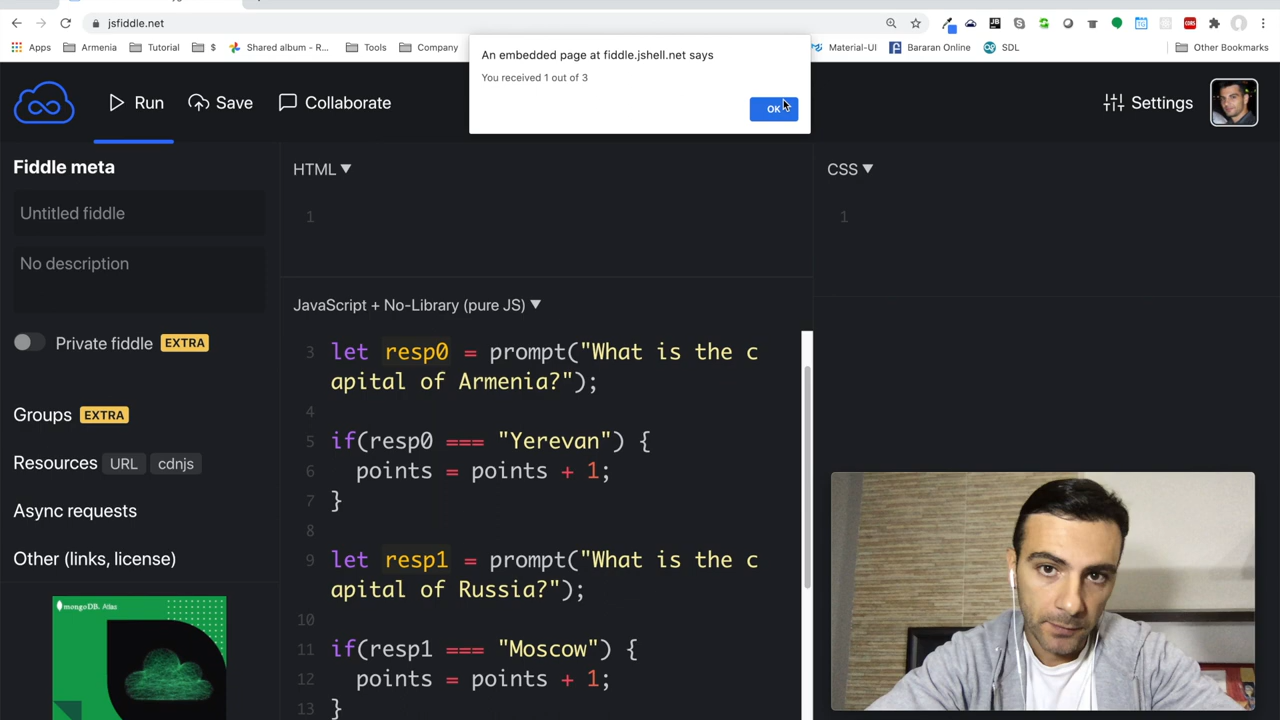 jsfiddle.net
Apps
Armenia
Tutorial
$
Shared album - R...
Tools
Company
Material-UI
Bararan Online
SDL
Other Bookmarks
An embedded page at fiddle.jshell.net says
You received 1 out of 3
OK
Run
Save
Collaborate
Settings
Fiddle meta
Untitled fiddle
No description
Private fiddle EXTRA
Groups EXTRA
Resources URL cdnjs
Async requests
Other (links, license)
mongoDB. Atlas
HTML ▼
1
CSS ▼
1
JavaScript + No-Library (pure JS) ▼
3 let resp0 = prompt("What is the c
apital of Armenia?");
4
5 if(resp0 === "Yerevan") {
6 points = points + 1;
7 }
8
9 let resp1 = prompt("What is the c
apital of Russia?");
10
11 if(resp1 === "Moscow") {
12 points = points + 1;
13 }